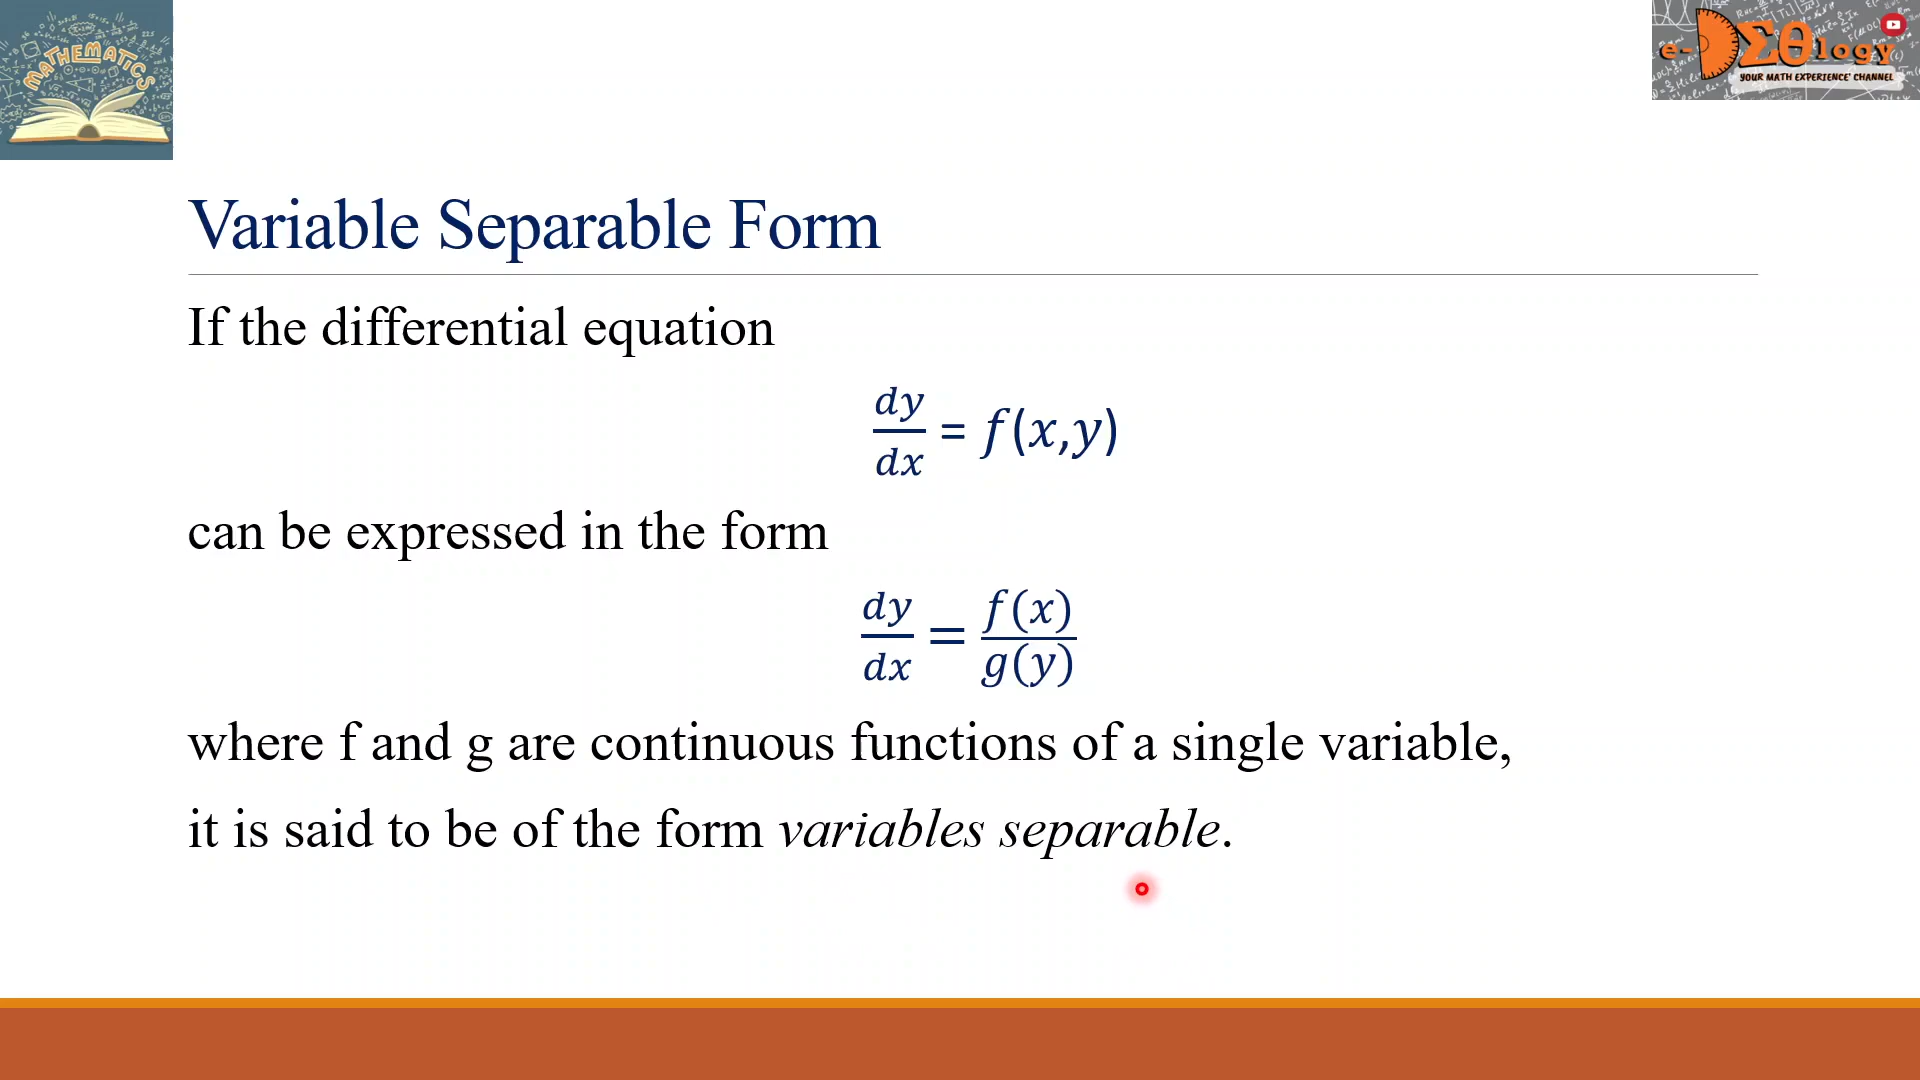 MATHEMATICS
e-DΣθlogy
YOUR MATH EXPERIENCE' CHANNEL
Variable Separable Form
If the differential equation
dy/dx = f(x,y)
can be expressed in the form
dy/dx = f(x)/g(y)
where f and g are continuous functions of a single variable,
it is said to be of the form variables separable.